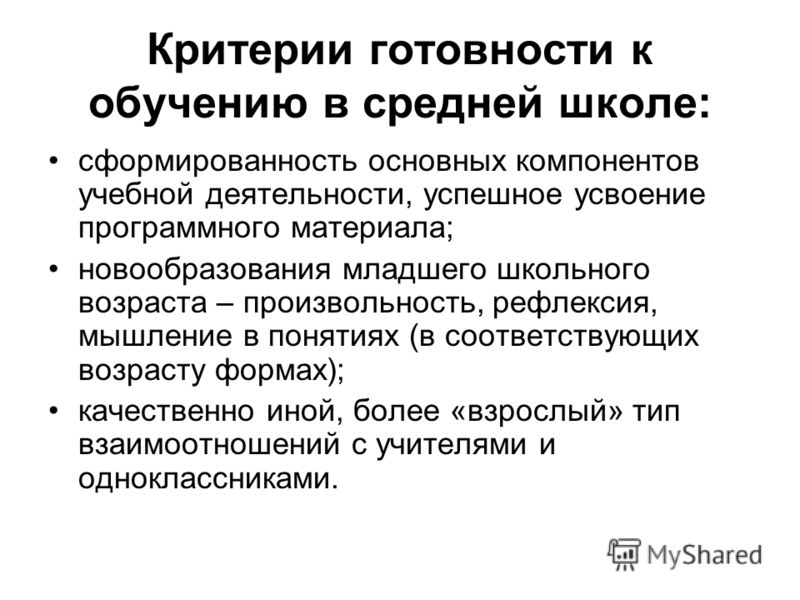 Критерии готовности к
обучению в средней школе:
• сформированность основных компонентов
учебной деятельности, успешное усвоение
программного материала;
• новообразования младшего школьного
возраста – произвольность, рефлексия,
мышление в понятиях (в соответствующих
возрасту формах);
• качественно иной, более «взрослый» тип
взаимоотношений с учителями и
одноклассниками.
MyShared